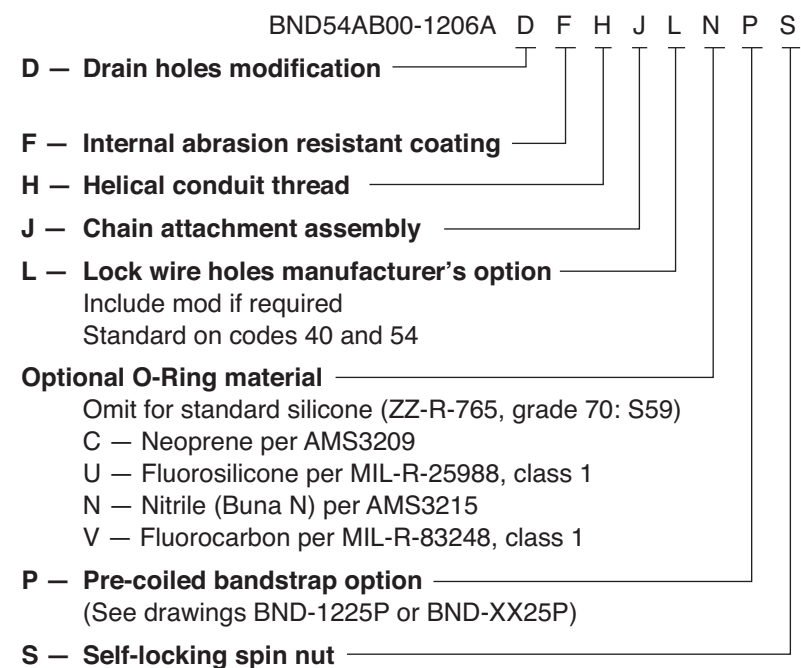 BND54AB00-1206A D F H J L N P S
D — Drain holes modification
F — Internal abrasion resistant coating
H — Helical conduit thread
J — Chain attachment assembly
L — Lock wire holes manufacturer's option
Include mod if required
Standard on codes 40 and 54
Optional O-Ring material
Omit for standard silicone (ZZ-R-765, grade 70: S59)
C — Neoprene per AMS3209
U — Fluorosilicone per MIL-R-25988, class 1
N — Nitrile (Buna N) per AMS3215
V — Fluorocarbon per MIL-R-83248, class 1
P — Pre-coiled bandstrap option
(See drawings BND-1225P or BND-XX25P)
S — Self-locking spin nut